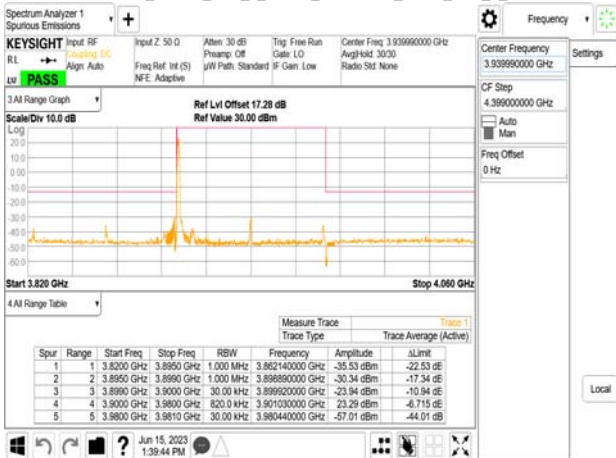 Spectrum Analyzer 1
Spurious Emissions
+
Frequency
KEYSIGHT Input: RF
RL
Coupling: DC
Align: Auto
LV PASS
Input Z: 50 Ω
Freq Ref: Int (S)
NFE: Adaptive
Atten: 30 dB
Preamp: Off
µW Path: Standard
Trig: Free Run
Gate: LO
IF Gain: Low
Center Freq: 3.939990000 GHz
Avg|Hold: 30/30
Radio Std: None
Center Frequency
3.939990000 GHz
Settings
CF Step
4.399000000 GHz
Auto
Man
Freq Offset
0 Hz
3 All Range Graph
Scale/Div 10.0 dB
Ref Lvl Offset 17.28 dB
Ref Value 30.00 dBm
Log
20.0
10.0
0.00
-10.0
-20.0
-30.0
-40.0
-50.0
-60.0
Start 3.820 GHz
Stop 4.060 GHz
4 All Range Table
Measure Trace Trace 1
Trace Type Trace Average (Active)
Spur Range Start Freq Stop Freq RBW Frequency Amplitude ΔLimit
1 1 3.8200 GHz 3.8950 GHz 1.000 MHz 3.862140000 GHz -35.53 dBm -22.53 dB
2 2 3.8950 GHz 3.8990 GHz 1.000 MHz 3.898890000 GHz -30.34 dBm -17.34 dB
3 3 3.8990 GHz 3.9000 GHz 30.00 kHz 3.899920000 GHz -23.94 dBm -10.94 dB
4 4 3.9000 GHz 3.9800 GHz 820.0 kHz 3.901030000 GHz 23.29 dBm -6.715 dB
5 5 3.9800 GHz 3.9810 GHz 30.00 kHz 3.980440000 GHz -57.01 dBm -44.01 dB
Local
?
Jun 15, 2023
1:39:44 PM